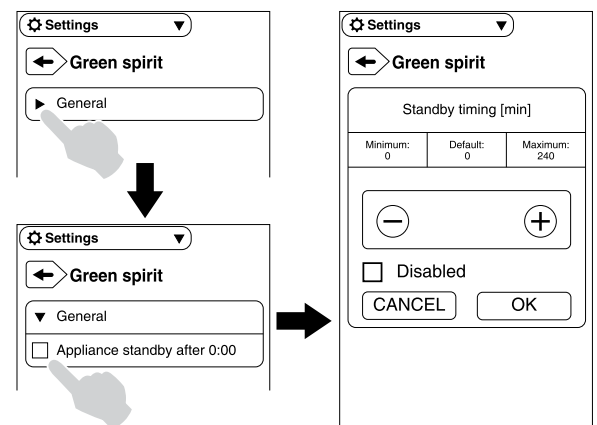 Settings
Green spirit
General
Settings
Green spirit
General
Appliance standby after 0:00
Settings
Green spirit
Standby timing [min]
Minimum: Default: Maximum:
0 0 240
Disabled
CANCEL OK